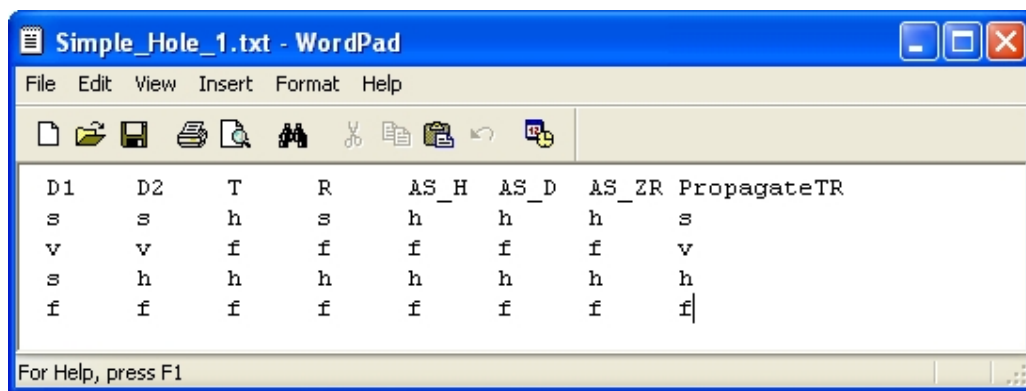 Simple_Hole_1.txt - WordPad
File Edit View Insert Format Help
D1 D2 T R AS_H AS_D AS_ZR PropagateTR
s s h s h h h s
v v f f f f f v
s h h h h h h h
f f f f f f f f
For Help, press F1